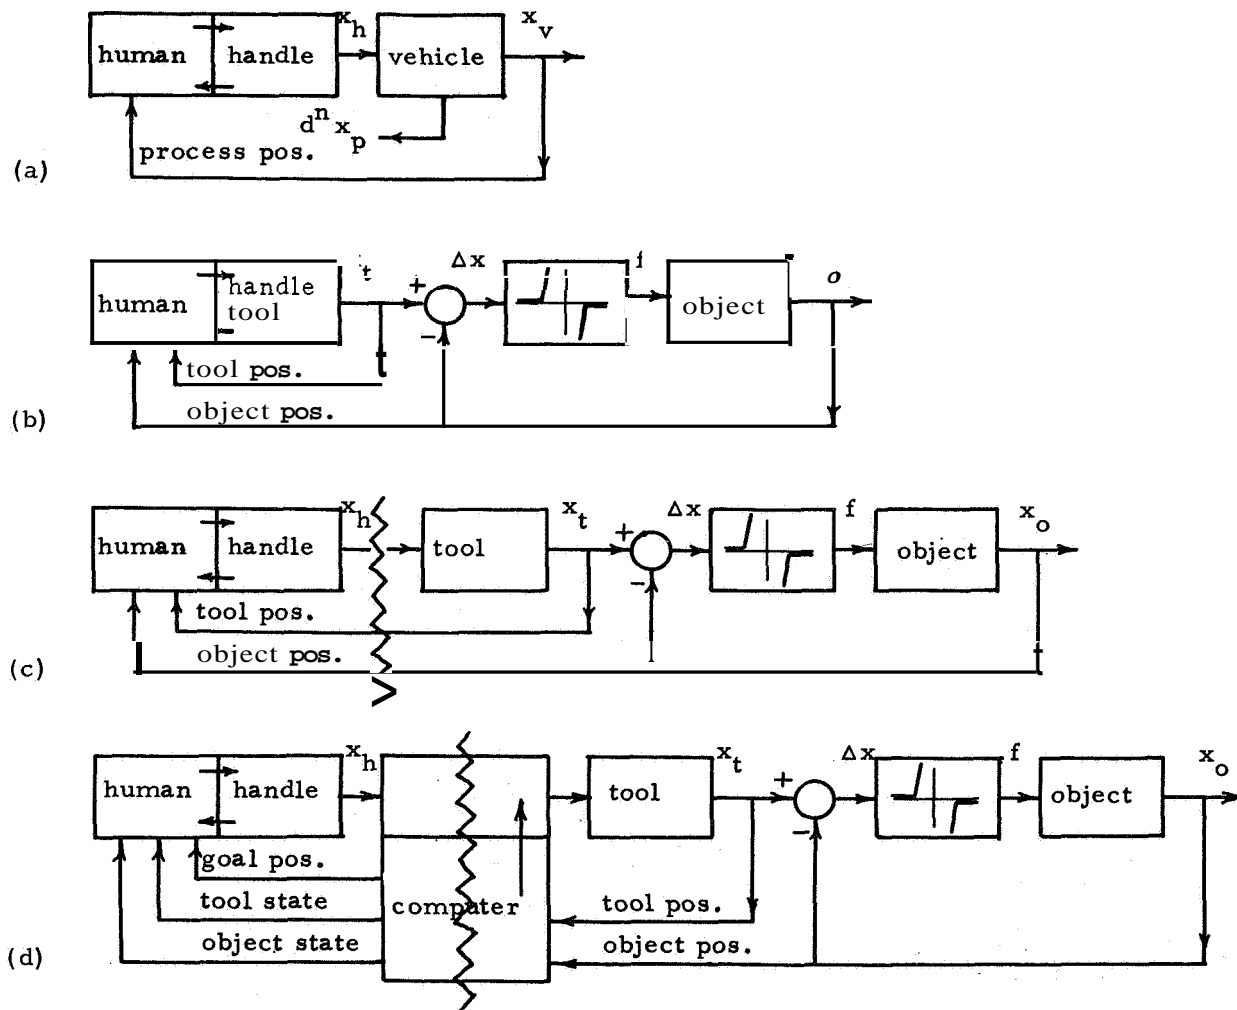 x_h
x_v
human
handle
vehicle
d^n x_p
process pos.
(a)
t
Δx
f
o
+
human
handle
tool
object
−
tool pos.
object pos.
(b)
x_h
x_t
Δx
f
x_o
+
human
handle
tool
object
−
tool pos.
object pos.
(c)
x_h
x_t
Δx
f
x_o
+
human
handle
tool
object
−
goal pos.
tool state
computer
tool pos.
object state
object pos.
(d)